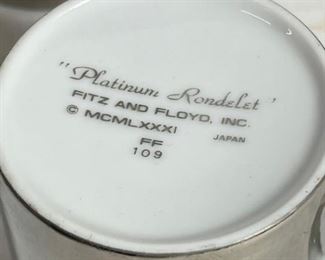 "Platinum Rondelet"
FITZ AND FLOYD, INC.
© MCMLXXXI
JAPAN
FF
109